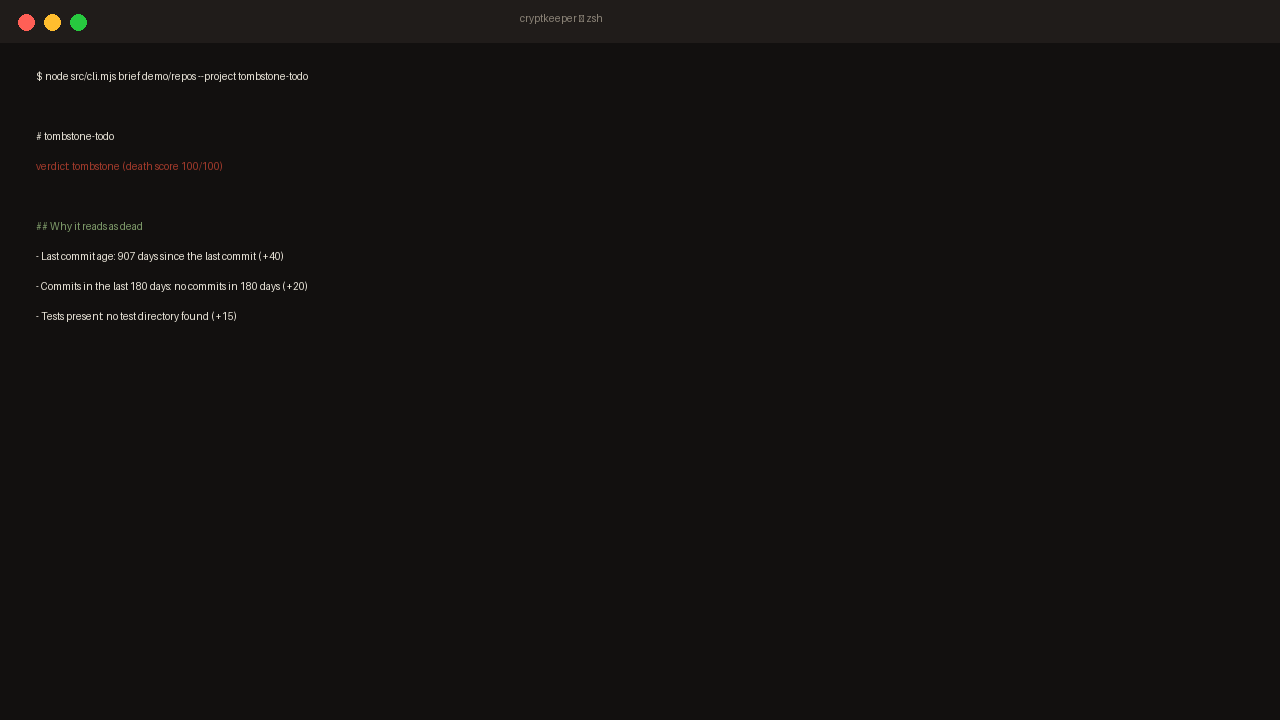 cryptkeeper ▯ zsh
$ node src/cli.mjs brief demo/repos --project tombstone-todo
# tombstone-todo
verdict: tombstone (death score 100/100)
## Why it reads as dead
- Last commit age: 907 days since the last commit (+40)
- Commits in the last 180 days: no commits in 180 days (+20)
- Tests present: no test directory found (+15)